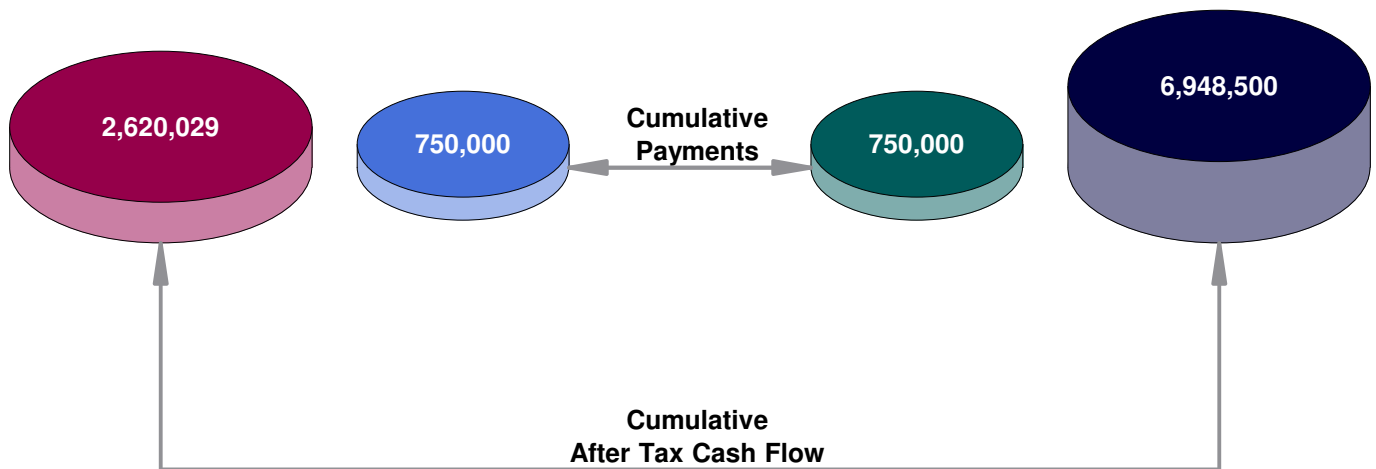 2,620,029
750,000
Cumulative
Payments
750,000
6,948,500
Cumulative
After Tax Cash Flow